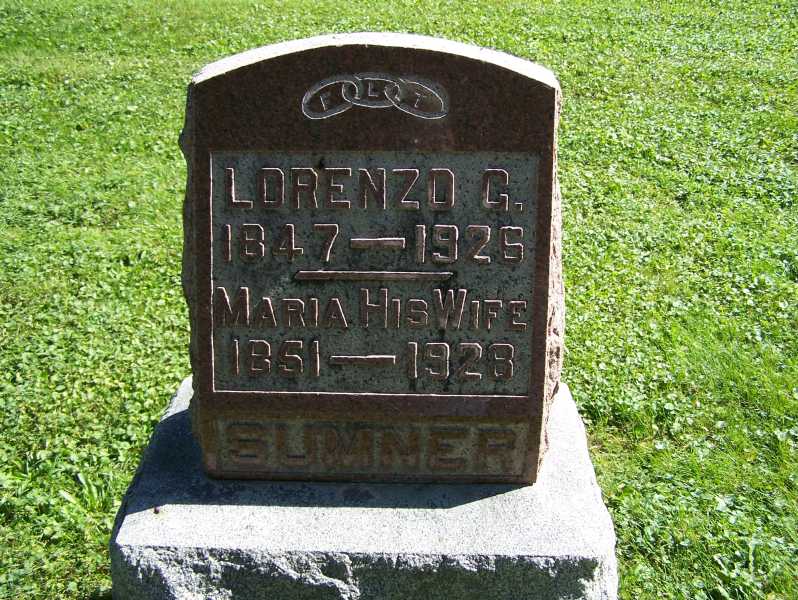 F L T
LORENZO G.
1847 — 1926
MARIA HIS WIFE
1851 — 1928
SUMNER